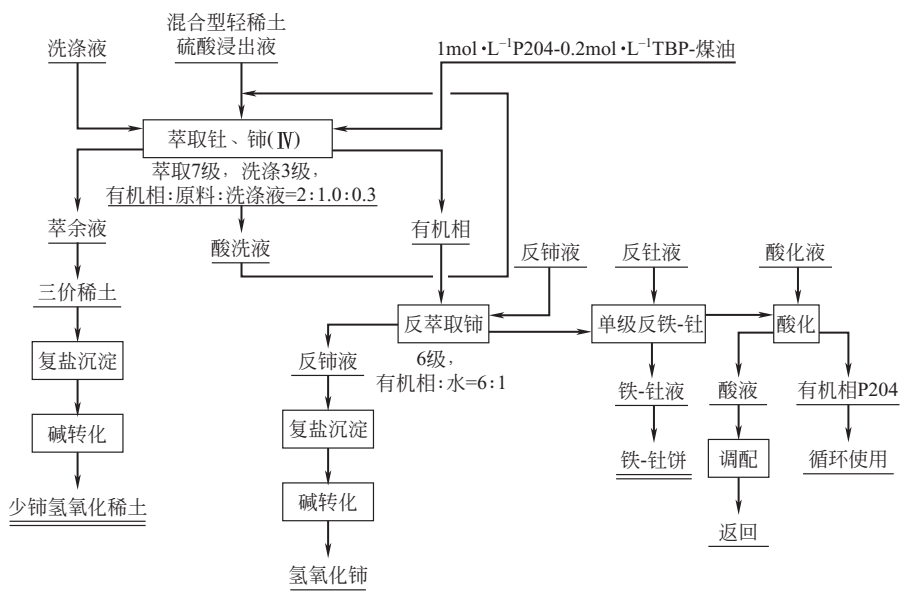 混合型轻稀土
硫酸浸出液
洗涤液
1mol·L⁻¹P204-0.2mol·L⁻¹TBP-煤油
萃取钍、铈(Ⅳ)
萃取7级，洗涤3级，
有机相:原料:洗涤液=2:1.0:0.3
萃余液
酸洗液
有机相
反铈液
反钍液
酸化液
三价稀土
反萃取铈
单级反铁-钍
酸化
6级，
有机相:水=6:1
复盐沉淀
反铈液
铁-钍液
酸液
有机相P204
碱转化
复盐沉淀
铁-钍饼
调配
循环使用
少铈氢氧化稀土
碱转化
返回
氢氧化铈